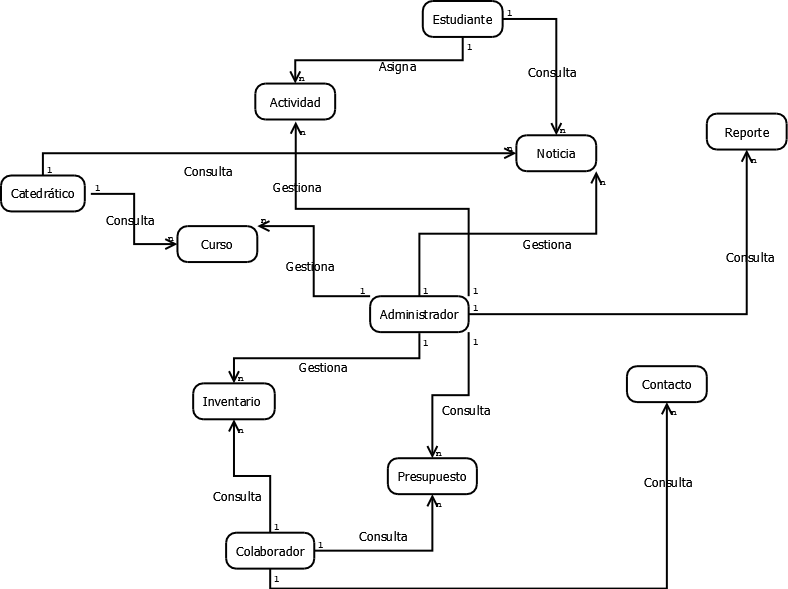 Estudiante
1
1
Asigna
n
Consulta
Actividad
n
n
Noticia
n
n
Reporte
n
1
Consulta
Catedrático
1
Consulta
Gestiona
n
Curso
n
Gestiona
Gestiona
Consulta
1
1
1
1
Administrador
1
1
Gestiona
n
Inventario
n
Consulta
n
Presupuesto
n
Contacto
n
Consulta
Consulta
1
Colaborador
1
Consulta
1